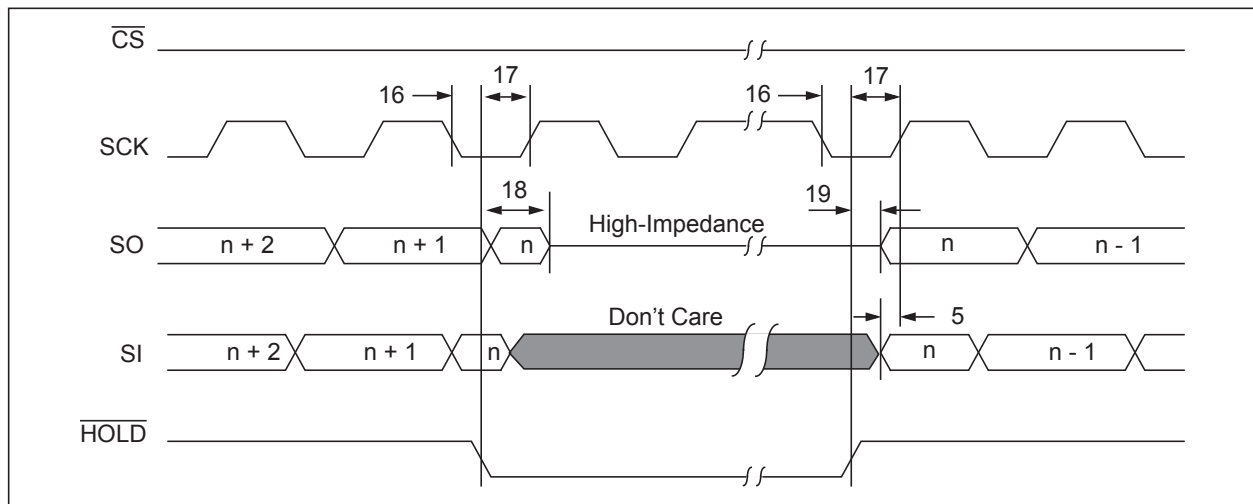 CS
16 17 16 17
SCK
18 High-Impedance 19
SO n + 2 n + 1 n n n - 1
Don't Care 5
SI n + 2 n + 1 n n n - 1
HOLD